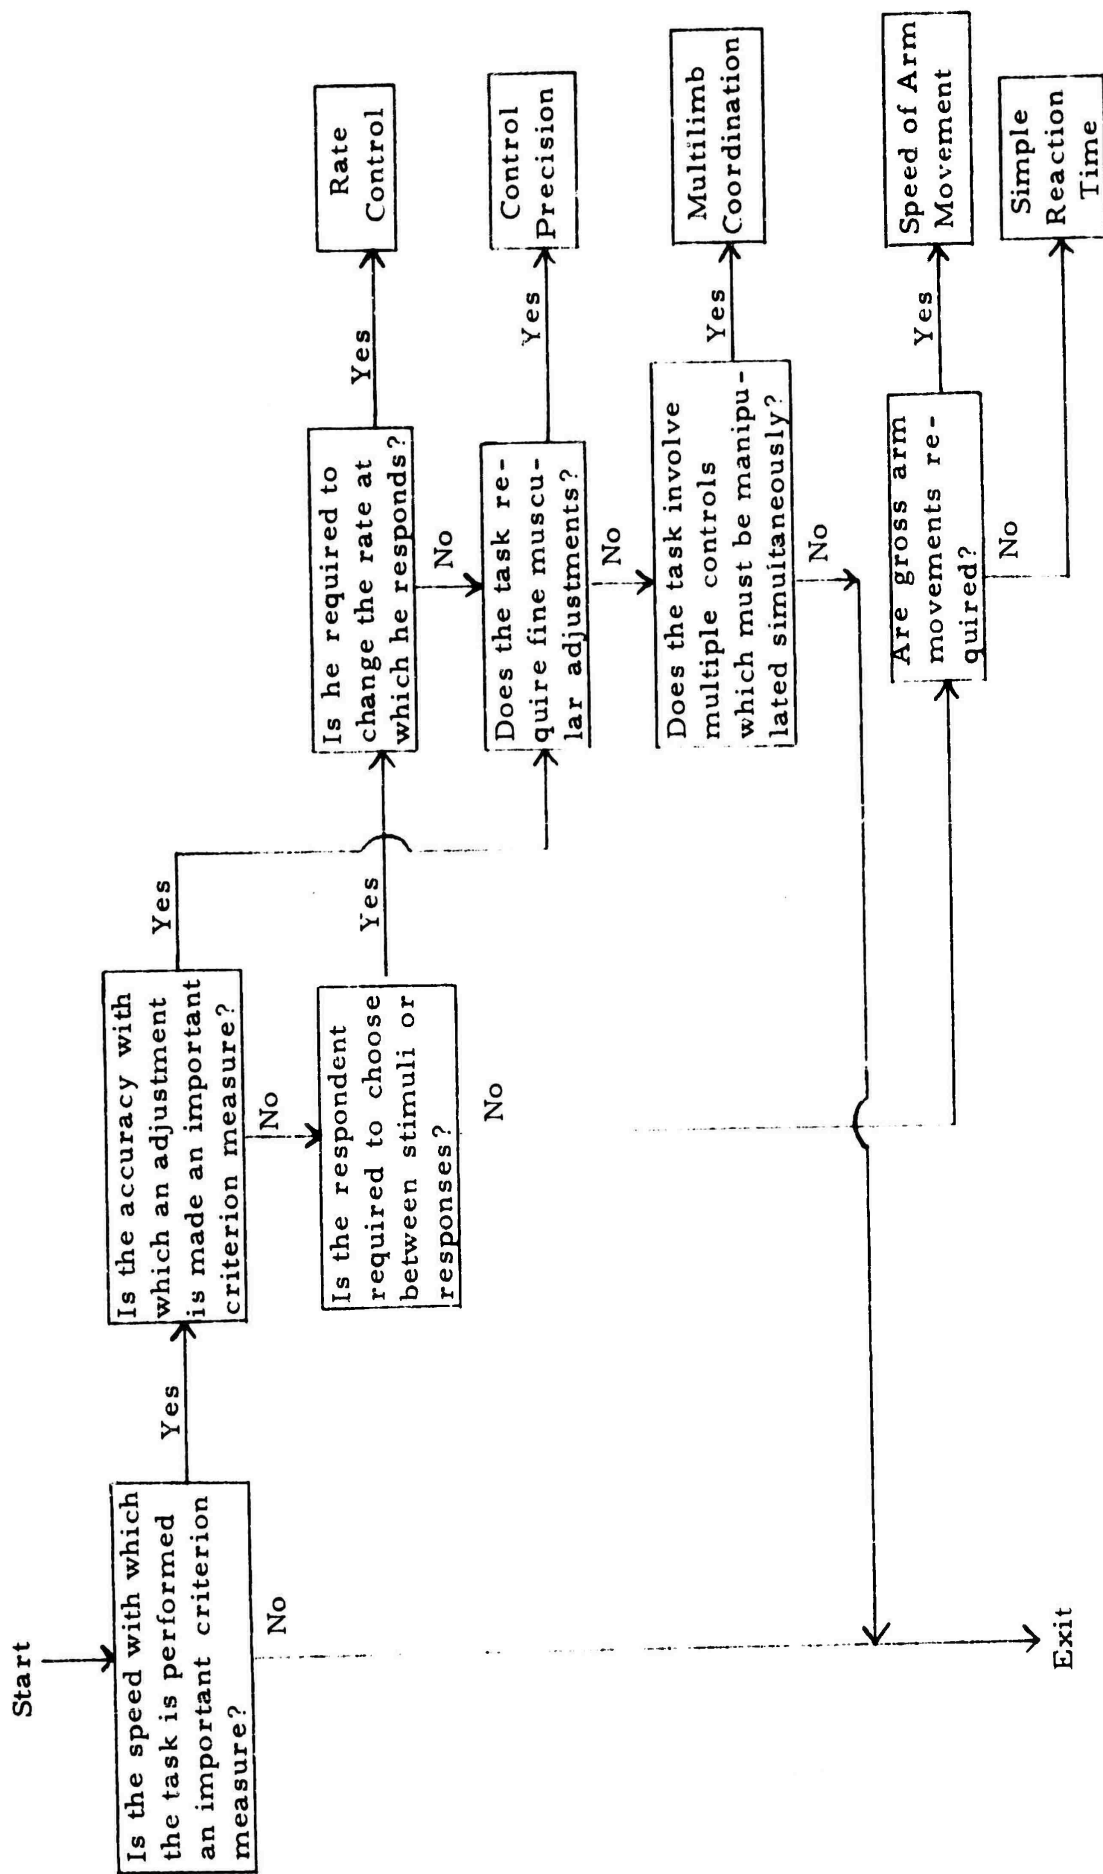 Start
Is the speed with which
the task is performed
an important criterion
measure?
Yes
No
Is the accuracy with
which an adjustment
is made an important
criterion measure?
Yes
No
Is the respondent
required to choose
between stimuli or
responses?
Yes
No
Is he required to
change the rate at
which he responds?
Yes
No
Rate
Control
Does the task re-
quire fine muscu-
lar adjustments?
Yes
No
Control
Precision
Does the task involve
multiple controls
which must be manipu-
lated simultaneously?
Yes
No
Multilimb
Coordination
Are gross arm
movements re-
quired?
Yes
No
Speed of Arm
Movement
Simple
Reaction
Time
Exit